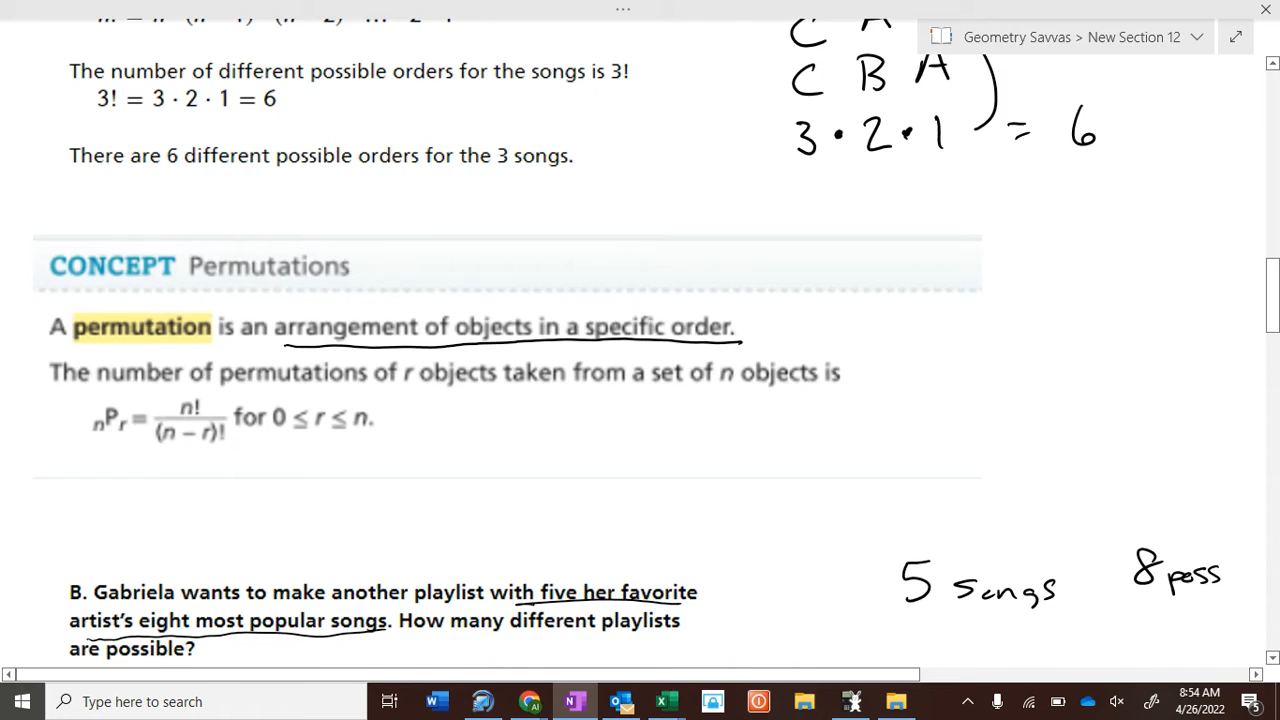 Geometry Savvas > New Section 12
C A
The number of different possible orders for the songs is 3!
C B A
3! = 3 · 2 · 1 = 6
3 • 2 • 1 = 6
There are 6 different possible orders for the 3 songs.
CONCEPT Permutations
A permutation is an arrangement of objects in a specific order.
The number of permutations of r objects taken from a set of n objects is
nPr = n! / (n − r)! for 0 ≤ r ≤ n.
5 songs 8 poss
B. Gabriela wants to make another playlist with five her favorite
artist's eight most popular songs. How many different playlists
are possible?
Type here to search
8:54 AM
4/26/2022
5